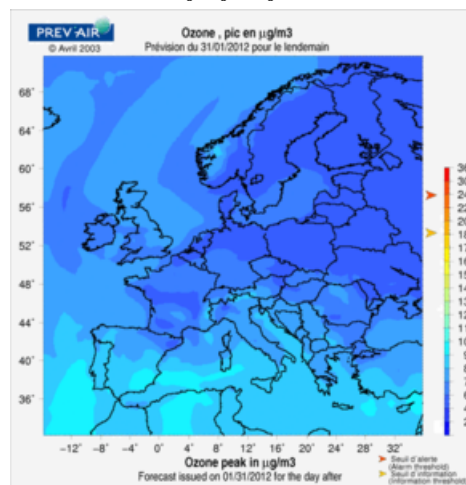 PREV'AIR
© Avril 2003
Ozone , pic en µg/m3
Prévision du 31/01/2012 pour le lendemain
68°
64°
60°
56°
52°
48°
44°
40°
36°
−12° −8° −4° 0° 4° 8° 12° 16° 20° 24° 28° 32°
Ozone peak in µg/m3
Forecast issued on 01/31/2012 for the day after
Seuil d'alerte
(Alarm threshold)
Seuil d'information
(Information threshold)